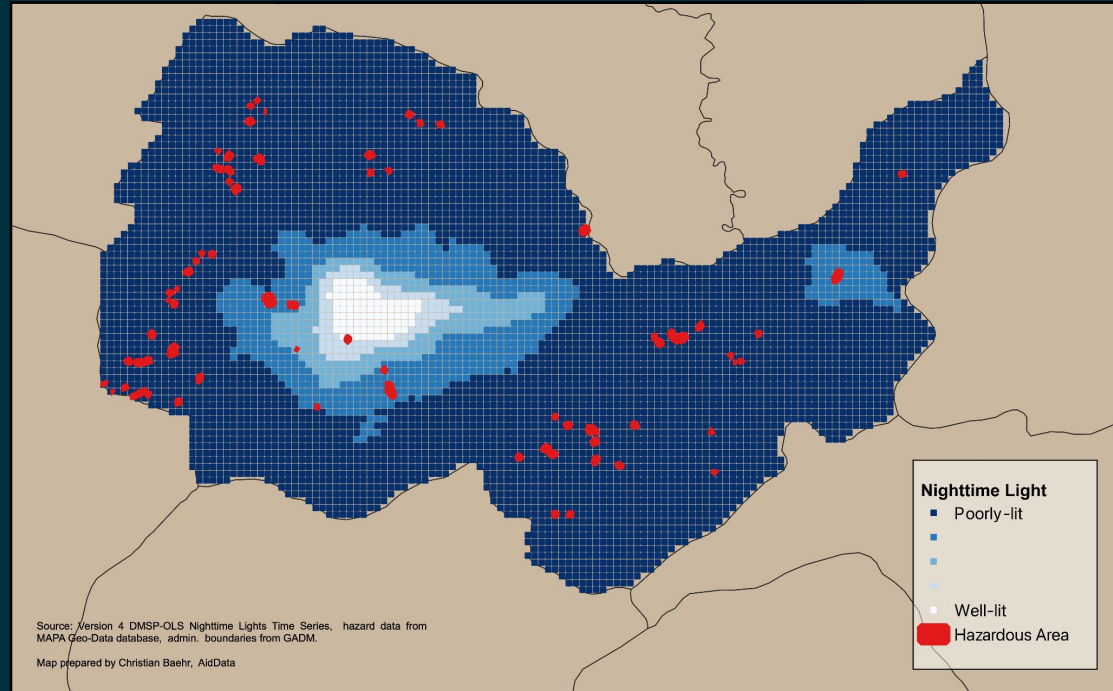 Nighttime Light
Poorly-lit
Well-lit
Hazardous Area
Source: Version 4 DMSP-OLS Nighttime Lights Time Series, hazard data from
MAPA Geo-Data database, admin. boundaries from GADM.
Map prepared by Christian Baehr, AidData